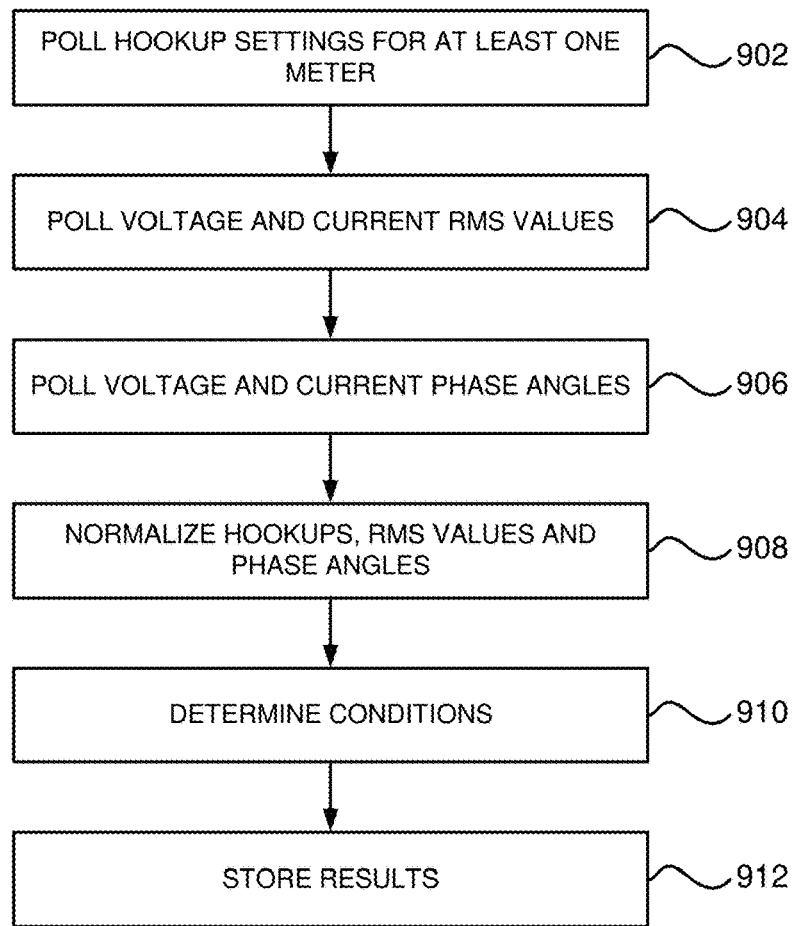 POLL HOOKUP SETTINGS FOR AT LEAST ONE
METER
902
POLL VOLTAGE AND CURRENT RMS VALUES
904
POLL VOLTAGE AND CURRENT PHASE ANGLES
906
NORMALIZE HOOKUPS, RMS VALUES AND
PHASE ANGLES
908
DETERMINE CONDITIONS
910
STORE RESULTS
912